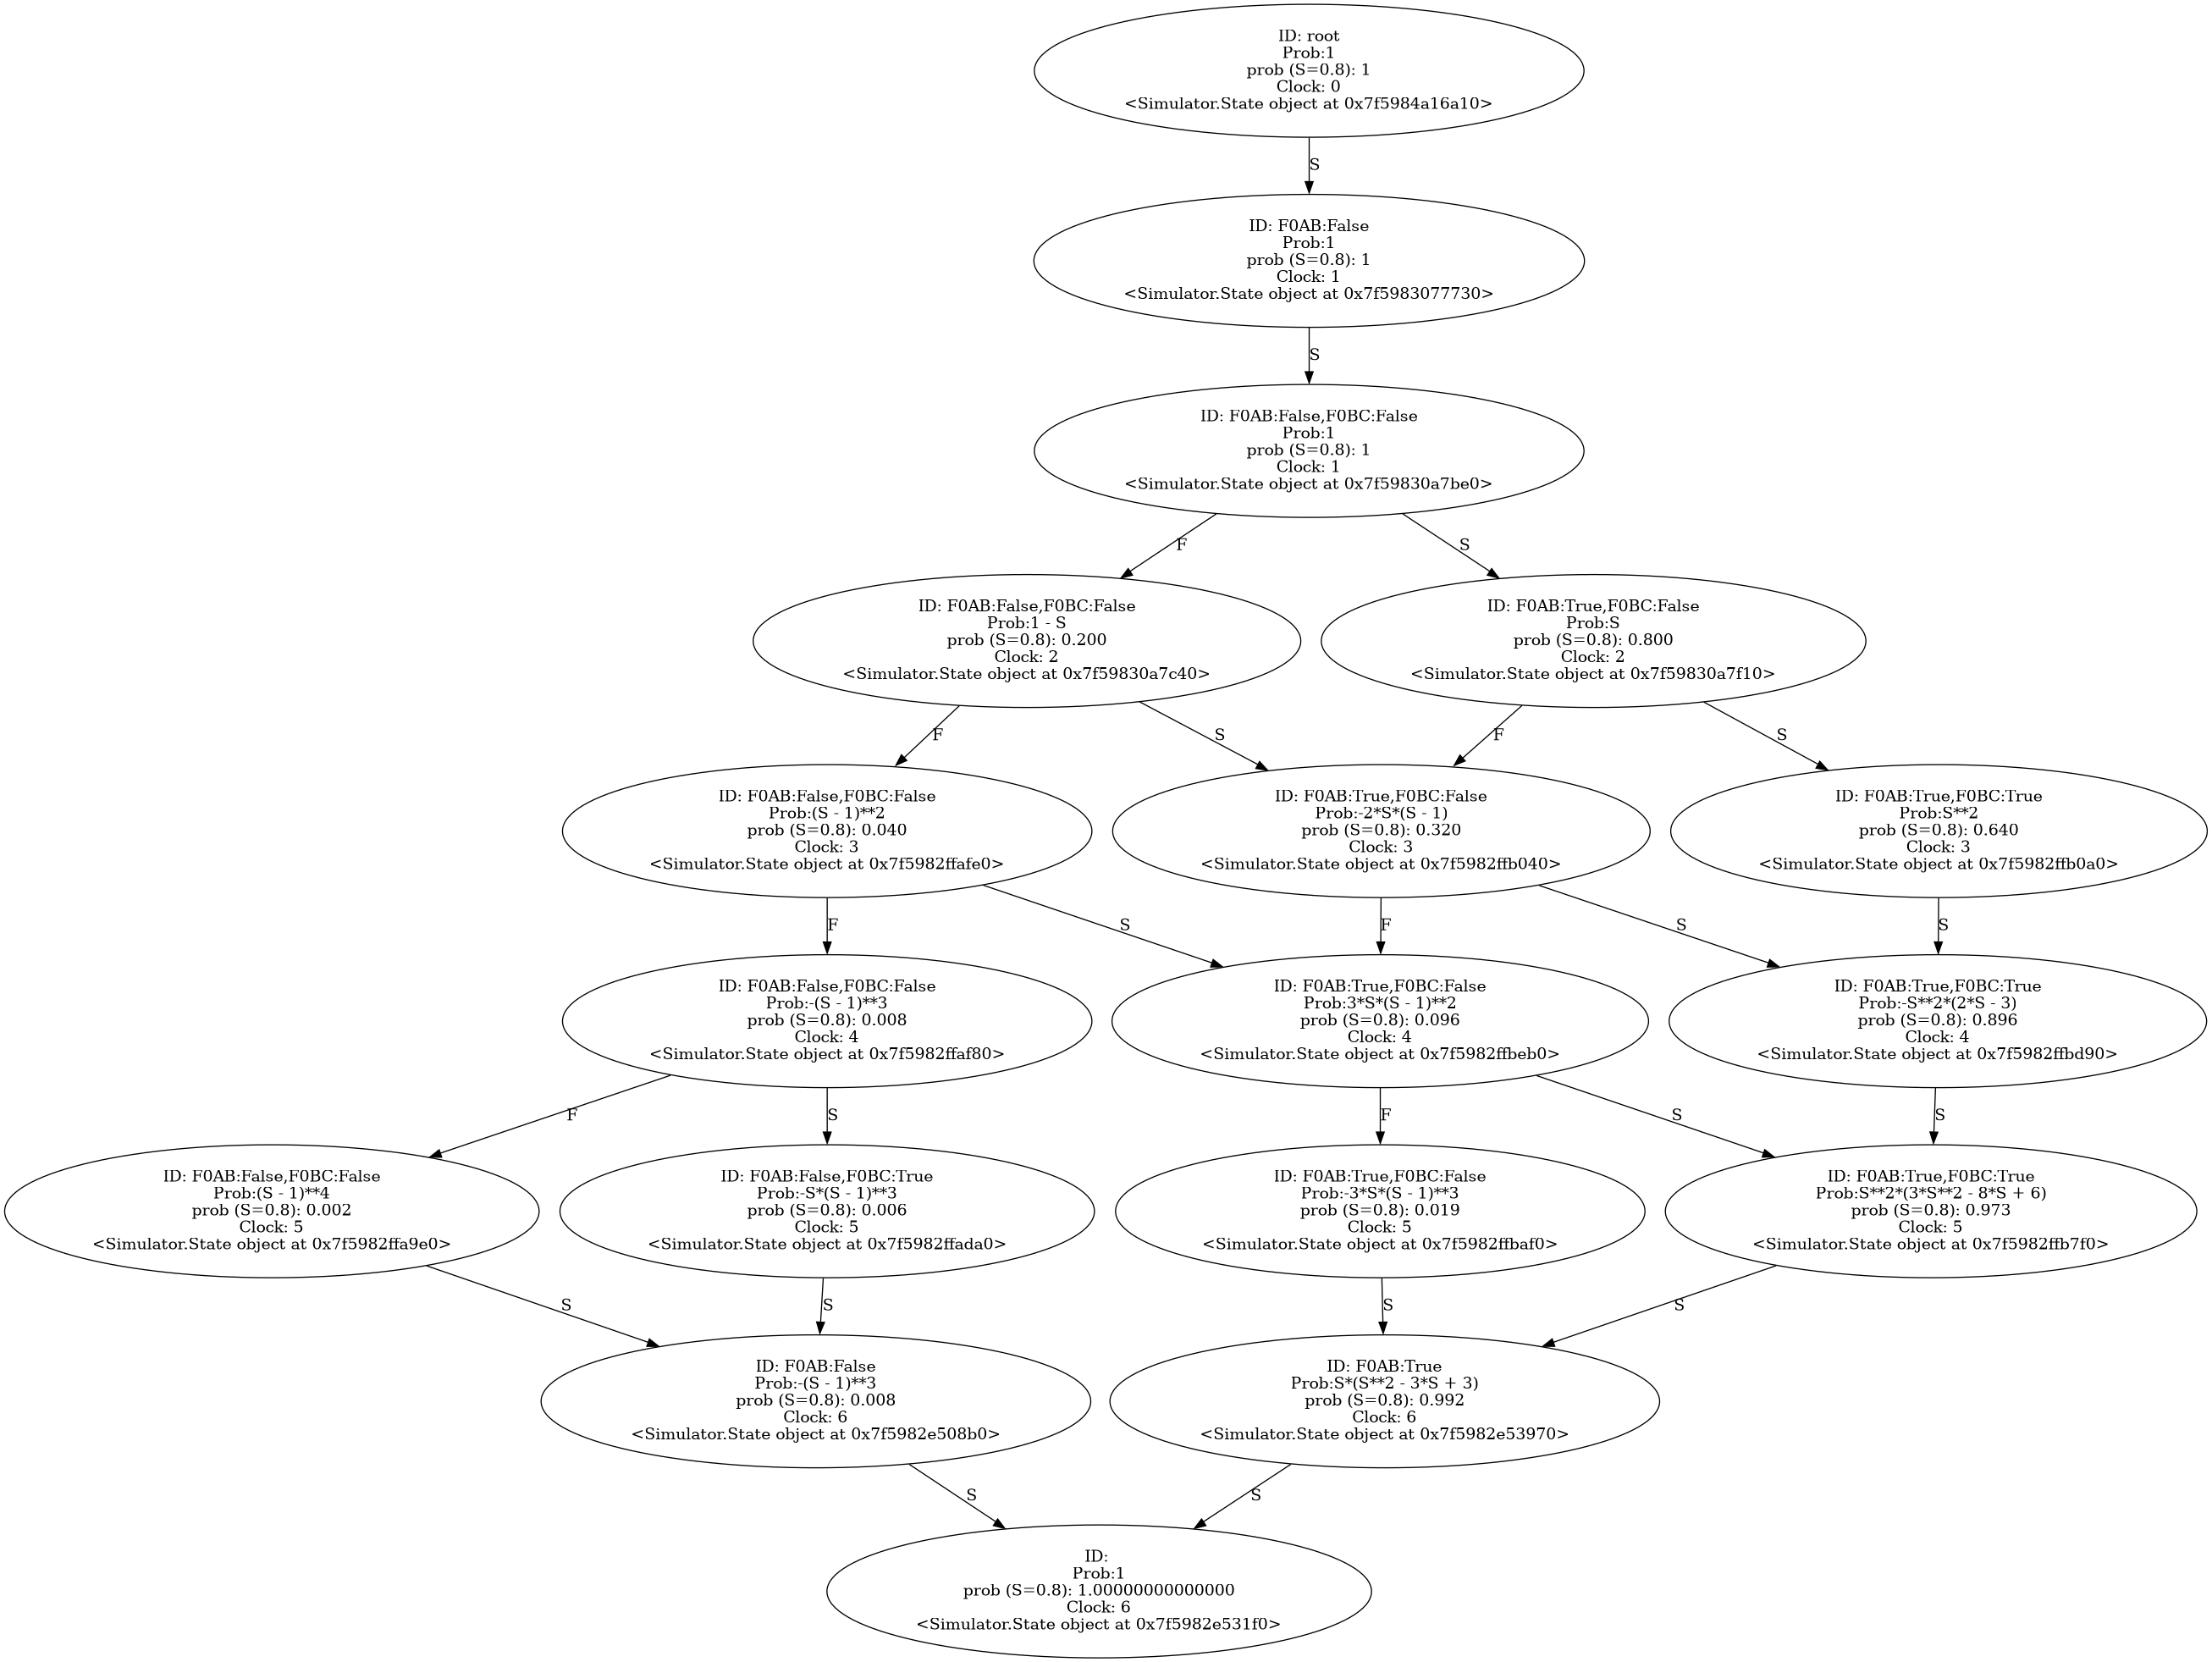 ID: root
Prob:1
prob (S=0.8): 1
Clock: 0
<Simulator.State object at 0x7f5984a16a10>
S
ID: F0AB:False
Prob:1
prob (S=0.8): 1
Clock: 1
<Simulator.State object at 0x7f5983077730>
S
ID: F0AB:False,F0BC:False
Prob:1
prob (S=0.8): 1
Clock: 1
<Simulator.State object at 0x7f59830a7be0>
F
S
ID: F0AB:False,F0BC:False
Prob:1 - S
prob (S=0.8): 0.200
Clock: 2
<Simulator.State object at 0x7f59830a7c40>
ID: F0AB:True,F0BC:False
Prob:S
prob (S=0.8): 0.800
Clock: 2
<Simulator.State object at 0x7f59830a7f10>
F
S
F
S
ID: F0AB:False,F0BC:False
Prob:(S - 1)**2
prob (S=0.8): 0.040
Clock: 3
<Simulator.State object at 0x7f5982ffafe0>
ID: F0AB:True,F0BC:False
Prob:-2*S*(S - 1)
prob (S=0.8): 0.320
Clock: 3
<Simulator.State object at 0x7f5982ffb040>
ID: F0AB:True,F0BC:True
Prob:S**2
prob (S=0.8): 0.640
Clock: 3
<Simulator.State object at 0x7f5982ffb0a0>
F
S
F
S
S
ID: F0AB:False,F0BC:False
Prob:-(S - 1)**3
prob (S=0.8): 0.008
Clock: 4
<Simulator.State object at 0x7f5982ffaf80>
ID: F0AB:True,F0BC:False
Prob:3*S*(S - 1)**2
prob (S=0.8): 0.096
Clock: 4
<Simulator.State object at 0x7f5982ffbeb0>
ID: F0AB:True,F0BC:True
Prob:-S**2*(2*S - 3)
prob (S=0.8): 0.896
Clock: 4
<Simulator.State object at 0x7f5982ffbd90>
F
S
F
S
S
ID: F0AB:False,F0BC:False
Prob:(S - 1)**4
prob (S=0.8): 0.002
Clock: 5
<Simulator.State object at 0x7f5982ffa9e0>
ID: F0AB:False,F0BC:True
Prob:-S*(S - 1)**3
prob (S=0.8): 0.006
Clock: 5
<Simulator.State object at 0x7f5982ffada0>
ID: F0AB:True,F0BC:False
Prob:-3*S*(S - 1)**3
prob (S=0.8): 0.019
Clock: 5
<Simulator.State object at 0x7f5982ffbaf0>
ID: F0AB:True,F0BC:True
Prob:S**2*(3*S**2 - 8*S + 6)
prob (S=0.8): 0.973
Clock: 5
<Simulator.State object at 0x7f5982ffb7f0>
S
S
S
S
ID: F0AB:False
Prob:-(S - 1)**3
prob (S=0.8): 0.008
Clock: 6
<Simulator.State object at 0x7f5982e508b0>
ID: F0AB:True
Prob:S*(S**2 - 3*S + 3)
prob (S=0.8): 0.992
Clock: 6
<Simulator.State object at 0x7f5982e53970>
S
S
ID:
Prob:1
prob (S=0.8): 1.00000000000000
Clock: 6
<Simulator.State object at 0x7f5982e531f0>